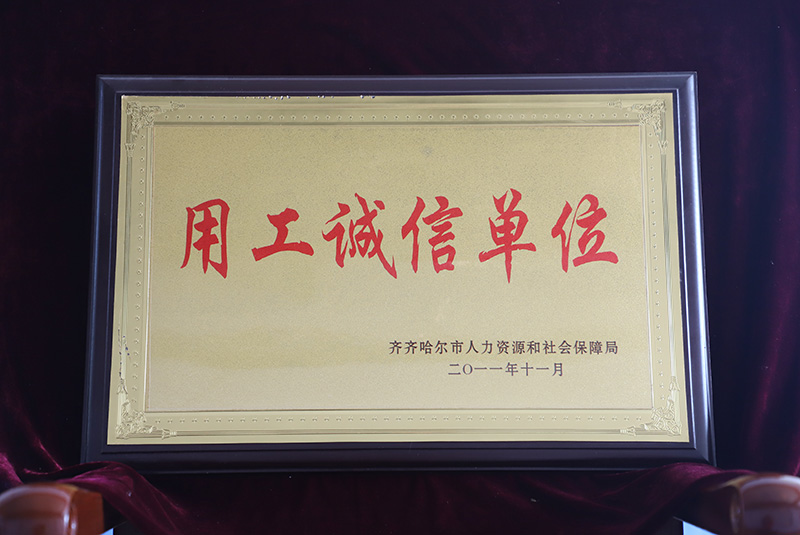 用工诚信单位
齐齐哈尔市人力资源和社会保障局
二〇一一年十一月